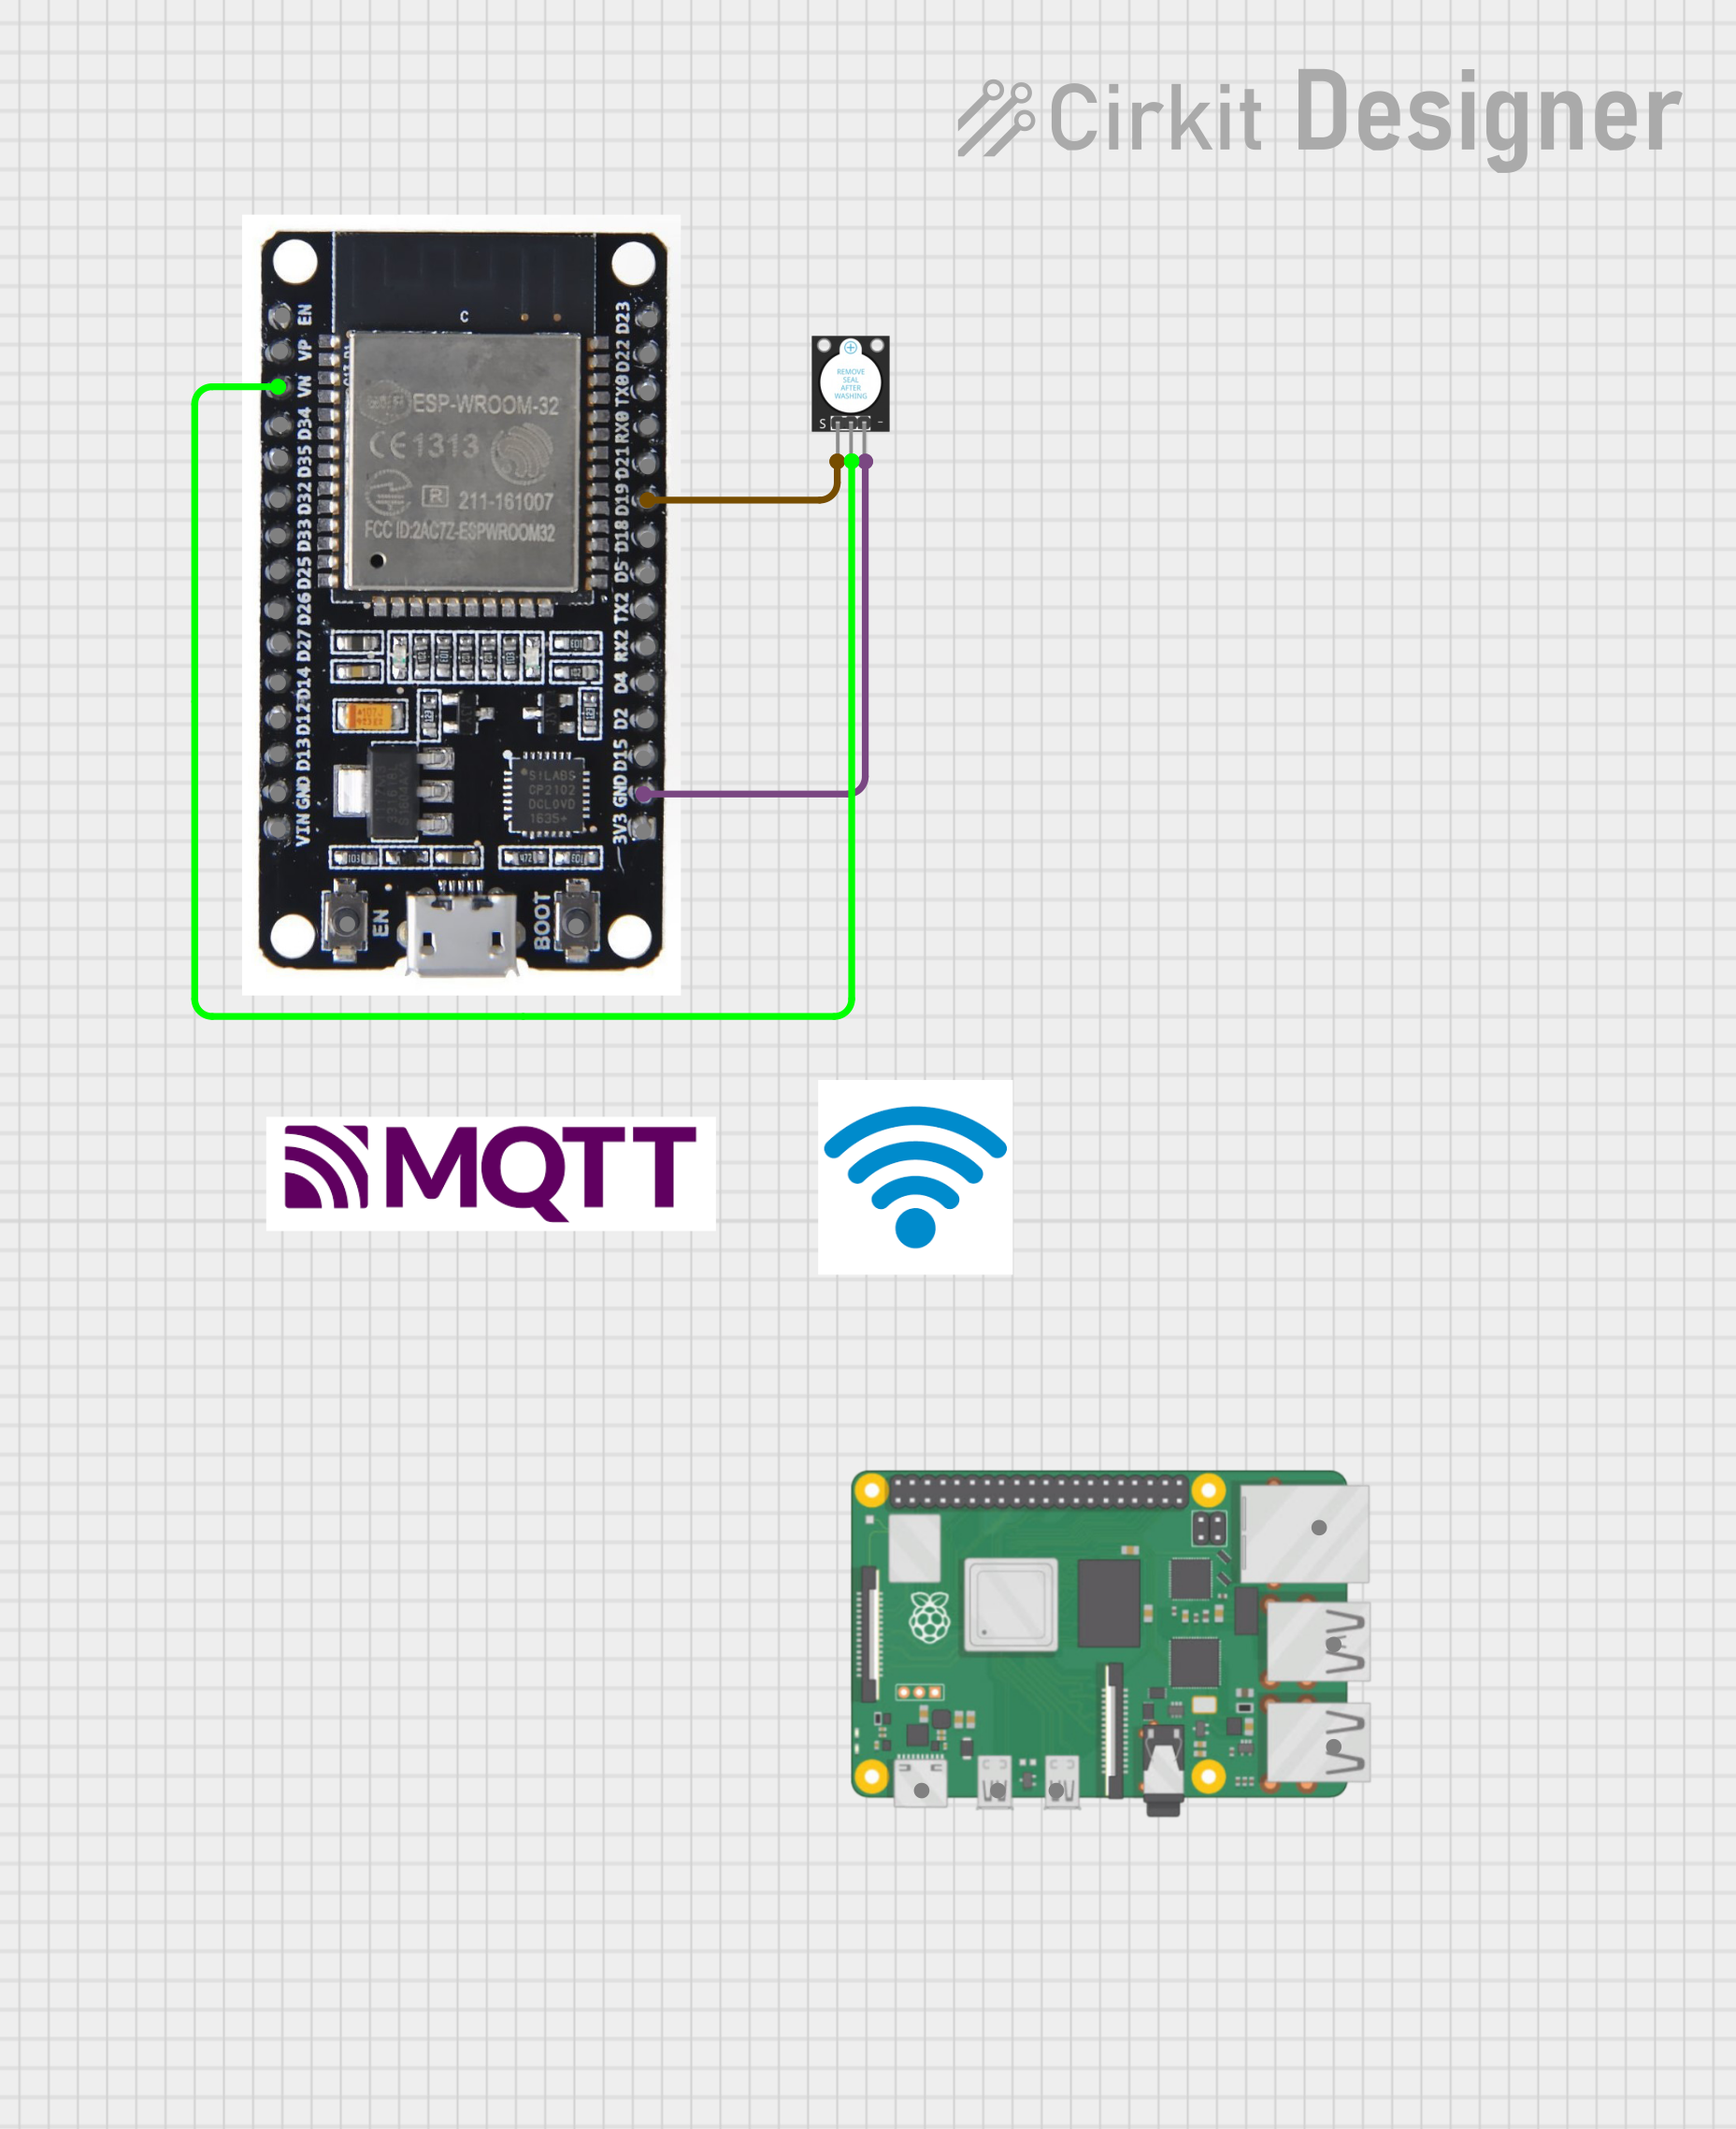 Cirkit Designer
EN
VP
VN
D34
D35
D32
D33
D25
D26
D27
D14
D12
D13
GND
VIN
C
ESP-WROOM-32
CE 1313
R 211-161007
FCC ID:2AC7Z-ESPWROOM32
D23
D22
TX0
RX0
D21
D19
D18
D5
TX2
RX2
D4
D2
D15
GND
3V3
SILABS
CP2102
DCL0VD
1635+
103
472
EN
BOOT
REMOVE
SEAL
AFTER
WASHING
S -
MQTT